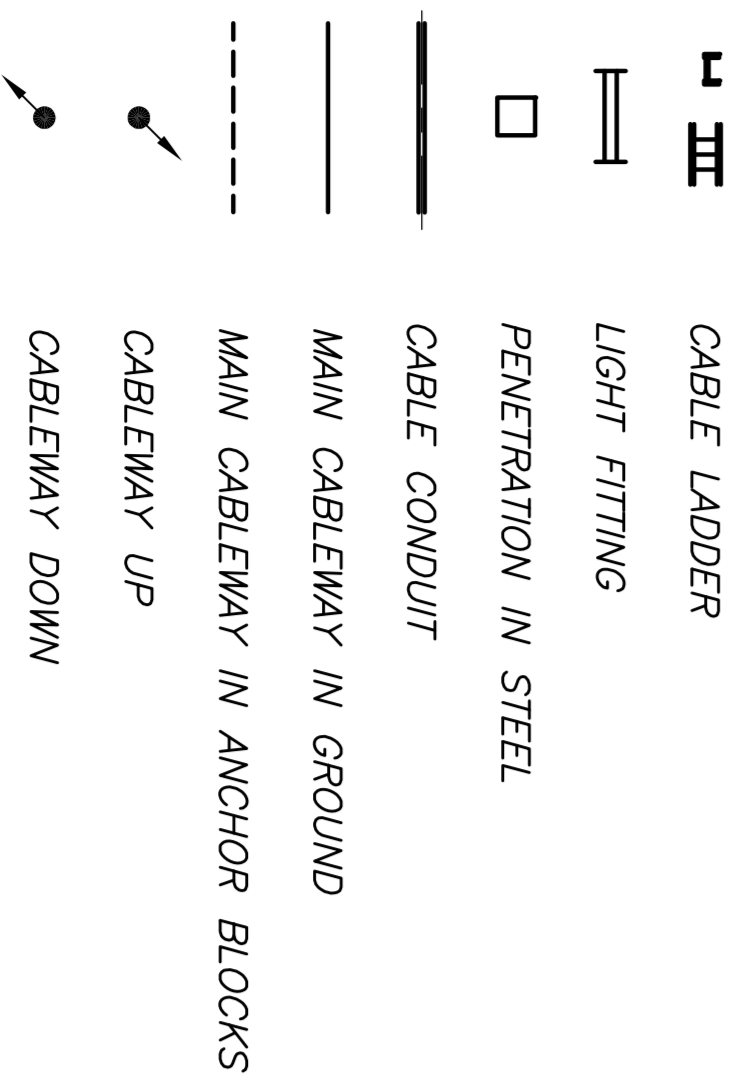 CABLE LADDER
LIGHT FITTING
PENETRATION IN STEEL
CABLE CONDUIT
MAIN CABLEWAY IN GROUND
MAIN CABLEWAY IN ANCHOR BLOCKS
CABLEWAY UP
CABLEWAY DOWN